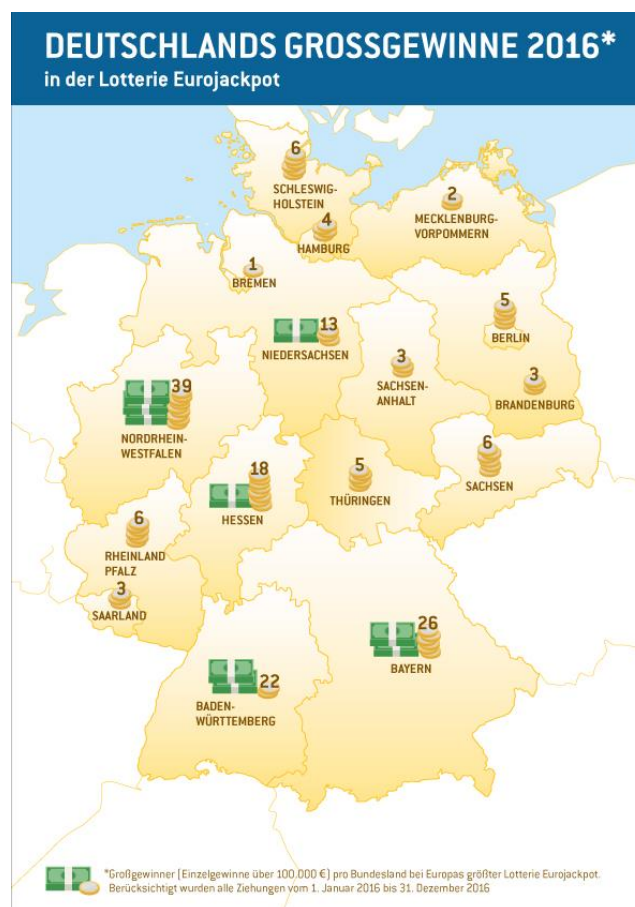 DEUTSCHLANDS GROSSGEWINNE 2016*
in der Lotterie Eurojackpot
6
SCHLESWIG-
HOLSTEIN
2
MECKLENBURG-
VORPOMMERN
4
HAMBURG
1
BREMEN
5
BERLIN
13
NIEDERSACHSEN
3
SACHSEN-
ANHALT
3
BRANDENBURG
39
NORDRHEIN-
WESTFALEN
18
HESSEN
5
THÜRINGEN
6
SACHSEN
6
RHEINLAND
PFALZ
3
SAARLAND
26
BAYERN
22
BADEN-
WÜRTTEMBERG
*Großgewinner (Einzelgewinne über 100.000 €) pro Bundesland bei Europas größter Lotterie Eurojackpot.
Berücksichtigt wurden alle Ziehungen vom 1. Januar 2016 bis 31. Dezember 2016